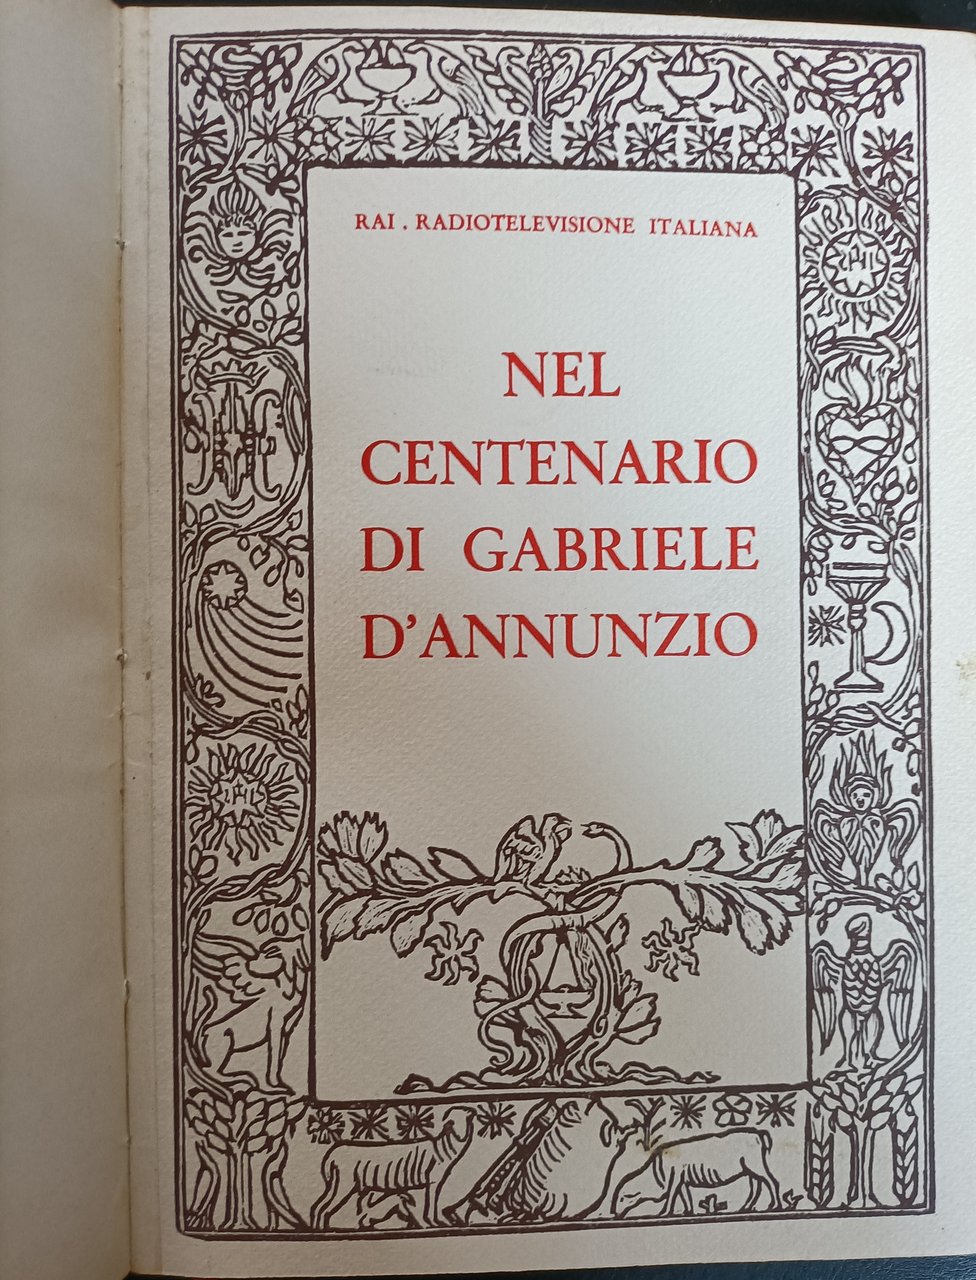 RAI . RADIOTELEVISIONE ITALIANA
NEL
CENTENARIO
DI GABRIELE
D'ANNUNZIO